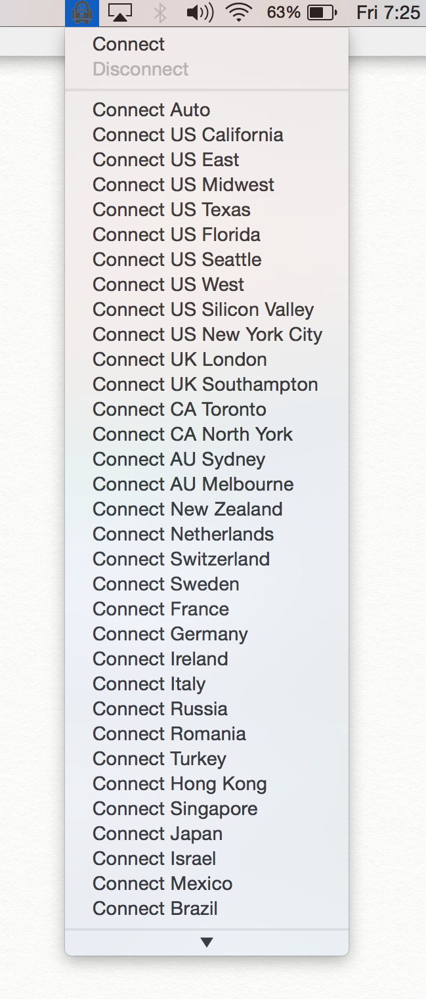 63% Fri 7:25
Connect
Disconnect
Connect Auto
Connect US California
Connect US East
Connect US Midwest
Connect US Texas
Connect US Florida
Connect US Seattle
Connect US West
Connect US Silicon Valley
Connect US New York City
Connect UK London
Connect UK Southampton
Connect CA Toronto
Connect CA North York
Connect AU Sydney
Connect AU Melbourne
Connect New Zealand
Connect Netherlands
Connect Switzerland
Connect Sweden
Connect France
Connect Germany
Connect Ireland
Connect Italy
Connect Russia
Connect Romania
Connect Turkey
Connect Hong Kong
Connect Singapore
Connect Japan
Connect Israel
Connect Mexico
Connect Brazil